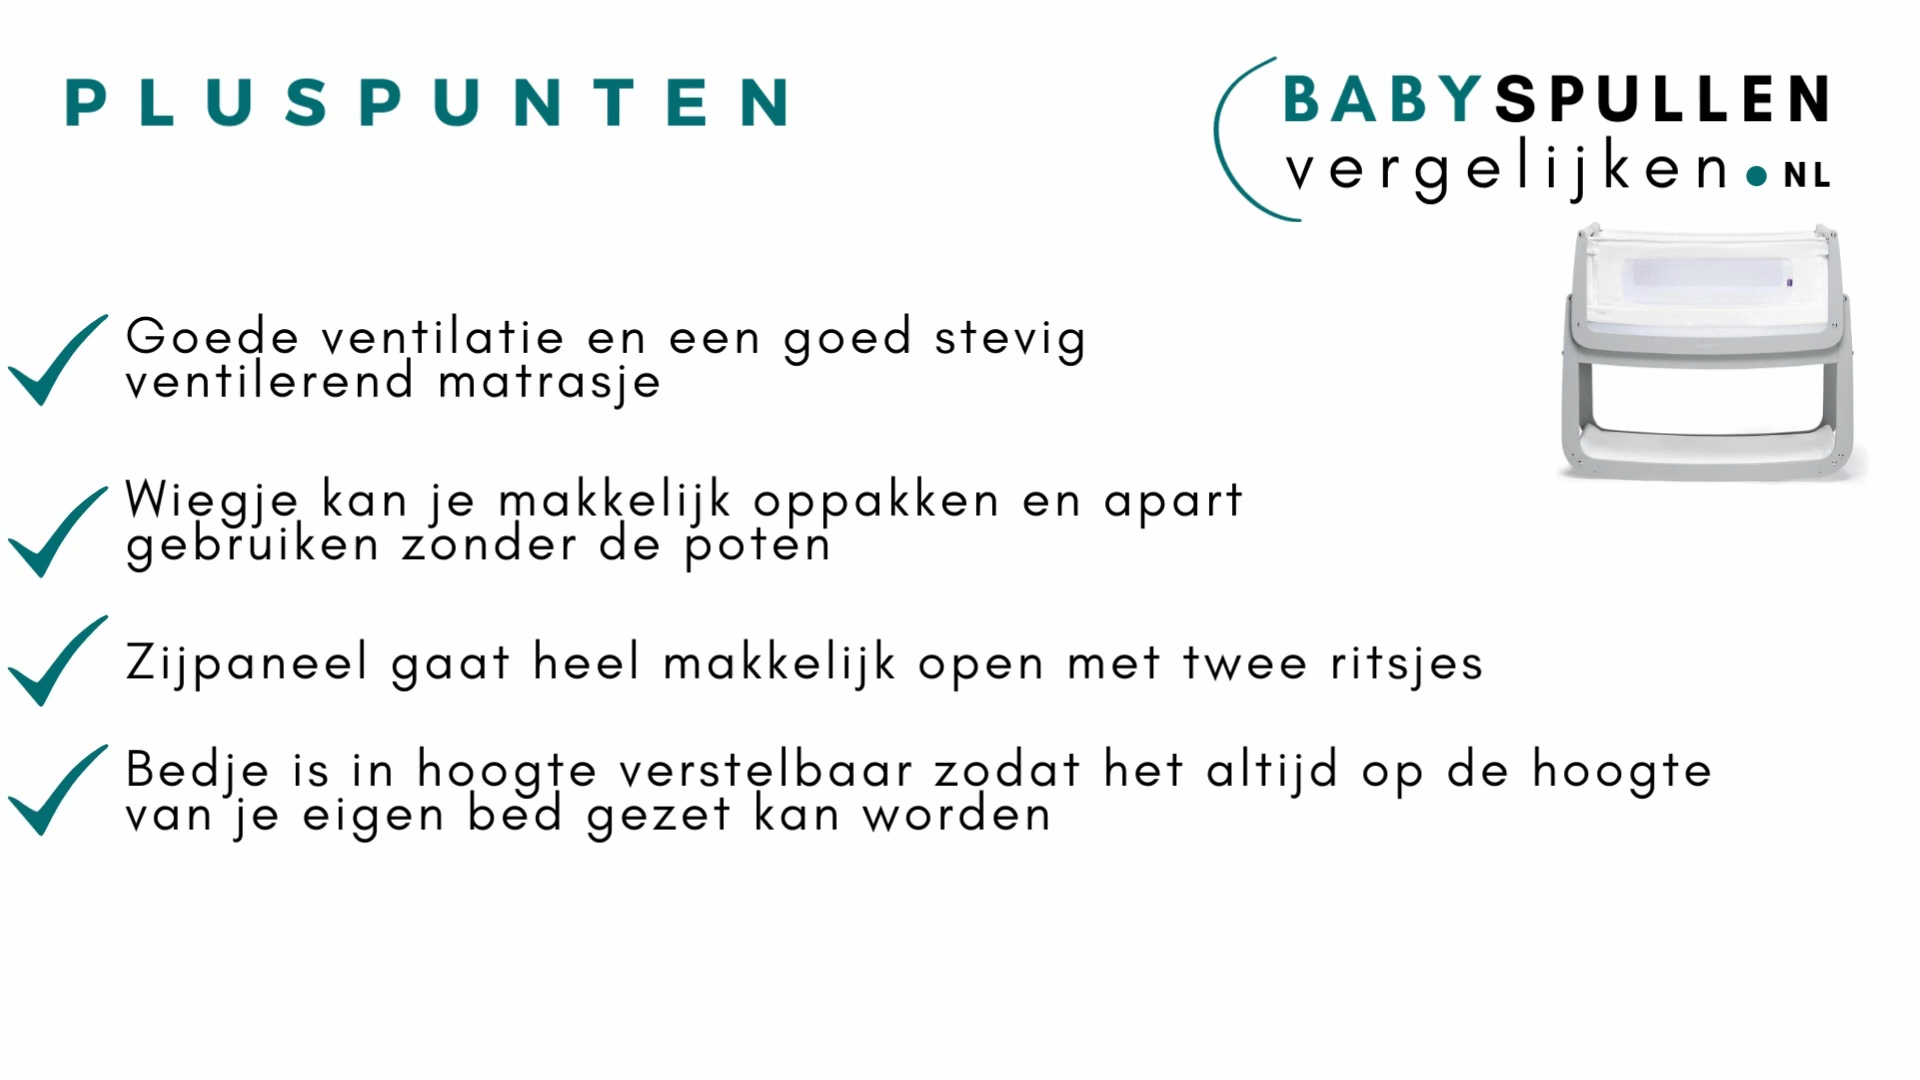 PLUSPUNTEN
BABYSPULLEN
vergelijken.NL
Goede ventilatie en een goed stevig
ventilerend matrasje
Wiegje kan je makkelijk oppakken en apart
gebruiken zonder de poten
Zijpaneel gaat heel makkelijk open met twee ritsjes
Bedje is in hoogte verstelbaar zodat het altijd op de hoogte
van je eigen bed gezet kan worden